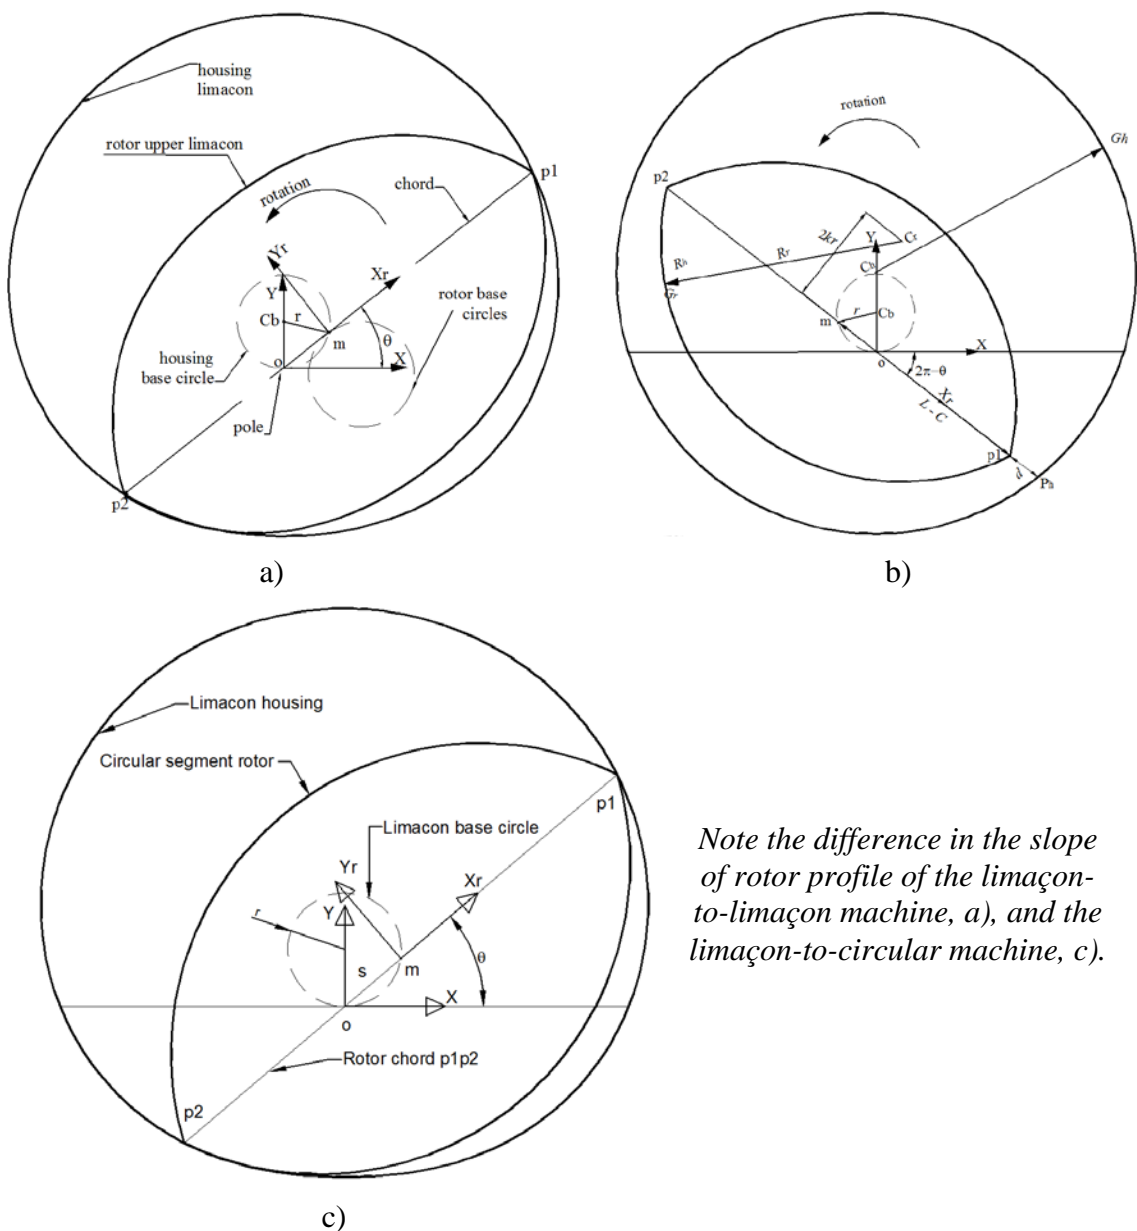 housing
limacon
rotor upper limacon
rotation
chord
p1
Yr
Xr
Y
Cb
r
m
θ
X
rotor base
circles
housing
base circle
o
pole
p2
a)
rotation
Gh
p2
2kr
Y
Cr
Rr
Rh
Gr
Ch
Cb
r
m
X
o
2π-θ
Xr
L - C
p1
d
Ph
b)
Limacon housing
Circular segment rotor
p1
Limacon base circle
Yr
Xr
Y
r
s
m
θ
X
o
Rotor chord p1p2
p2
c)
Note the difference in the slope
of rotor profile of the limaçon-
to-limaçon machine, a), and the
limaçon-to-circular machine, c).